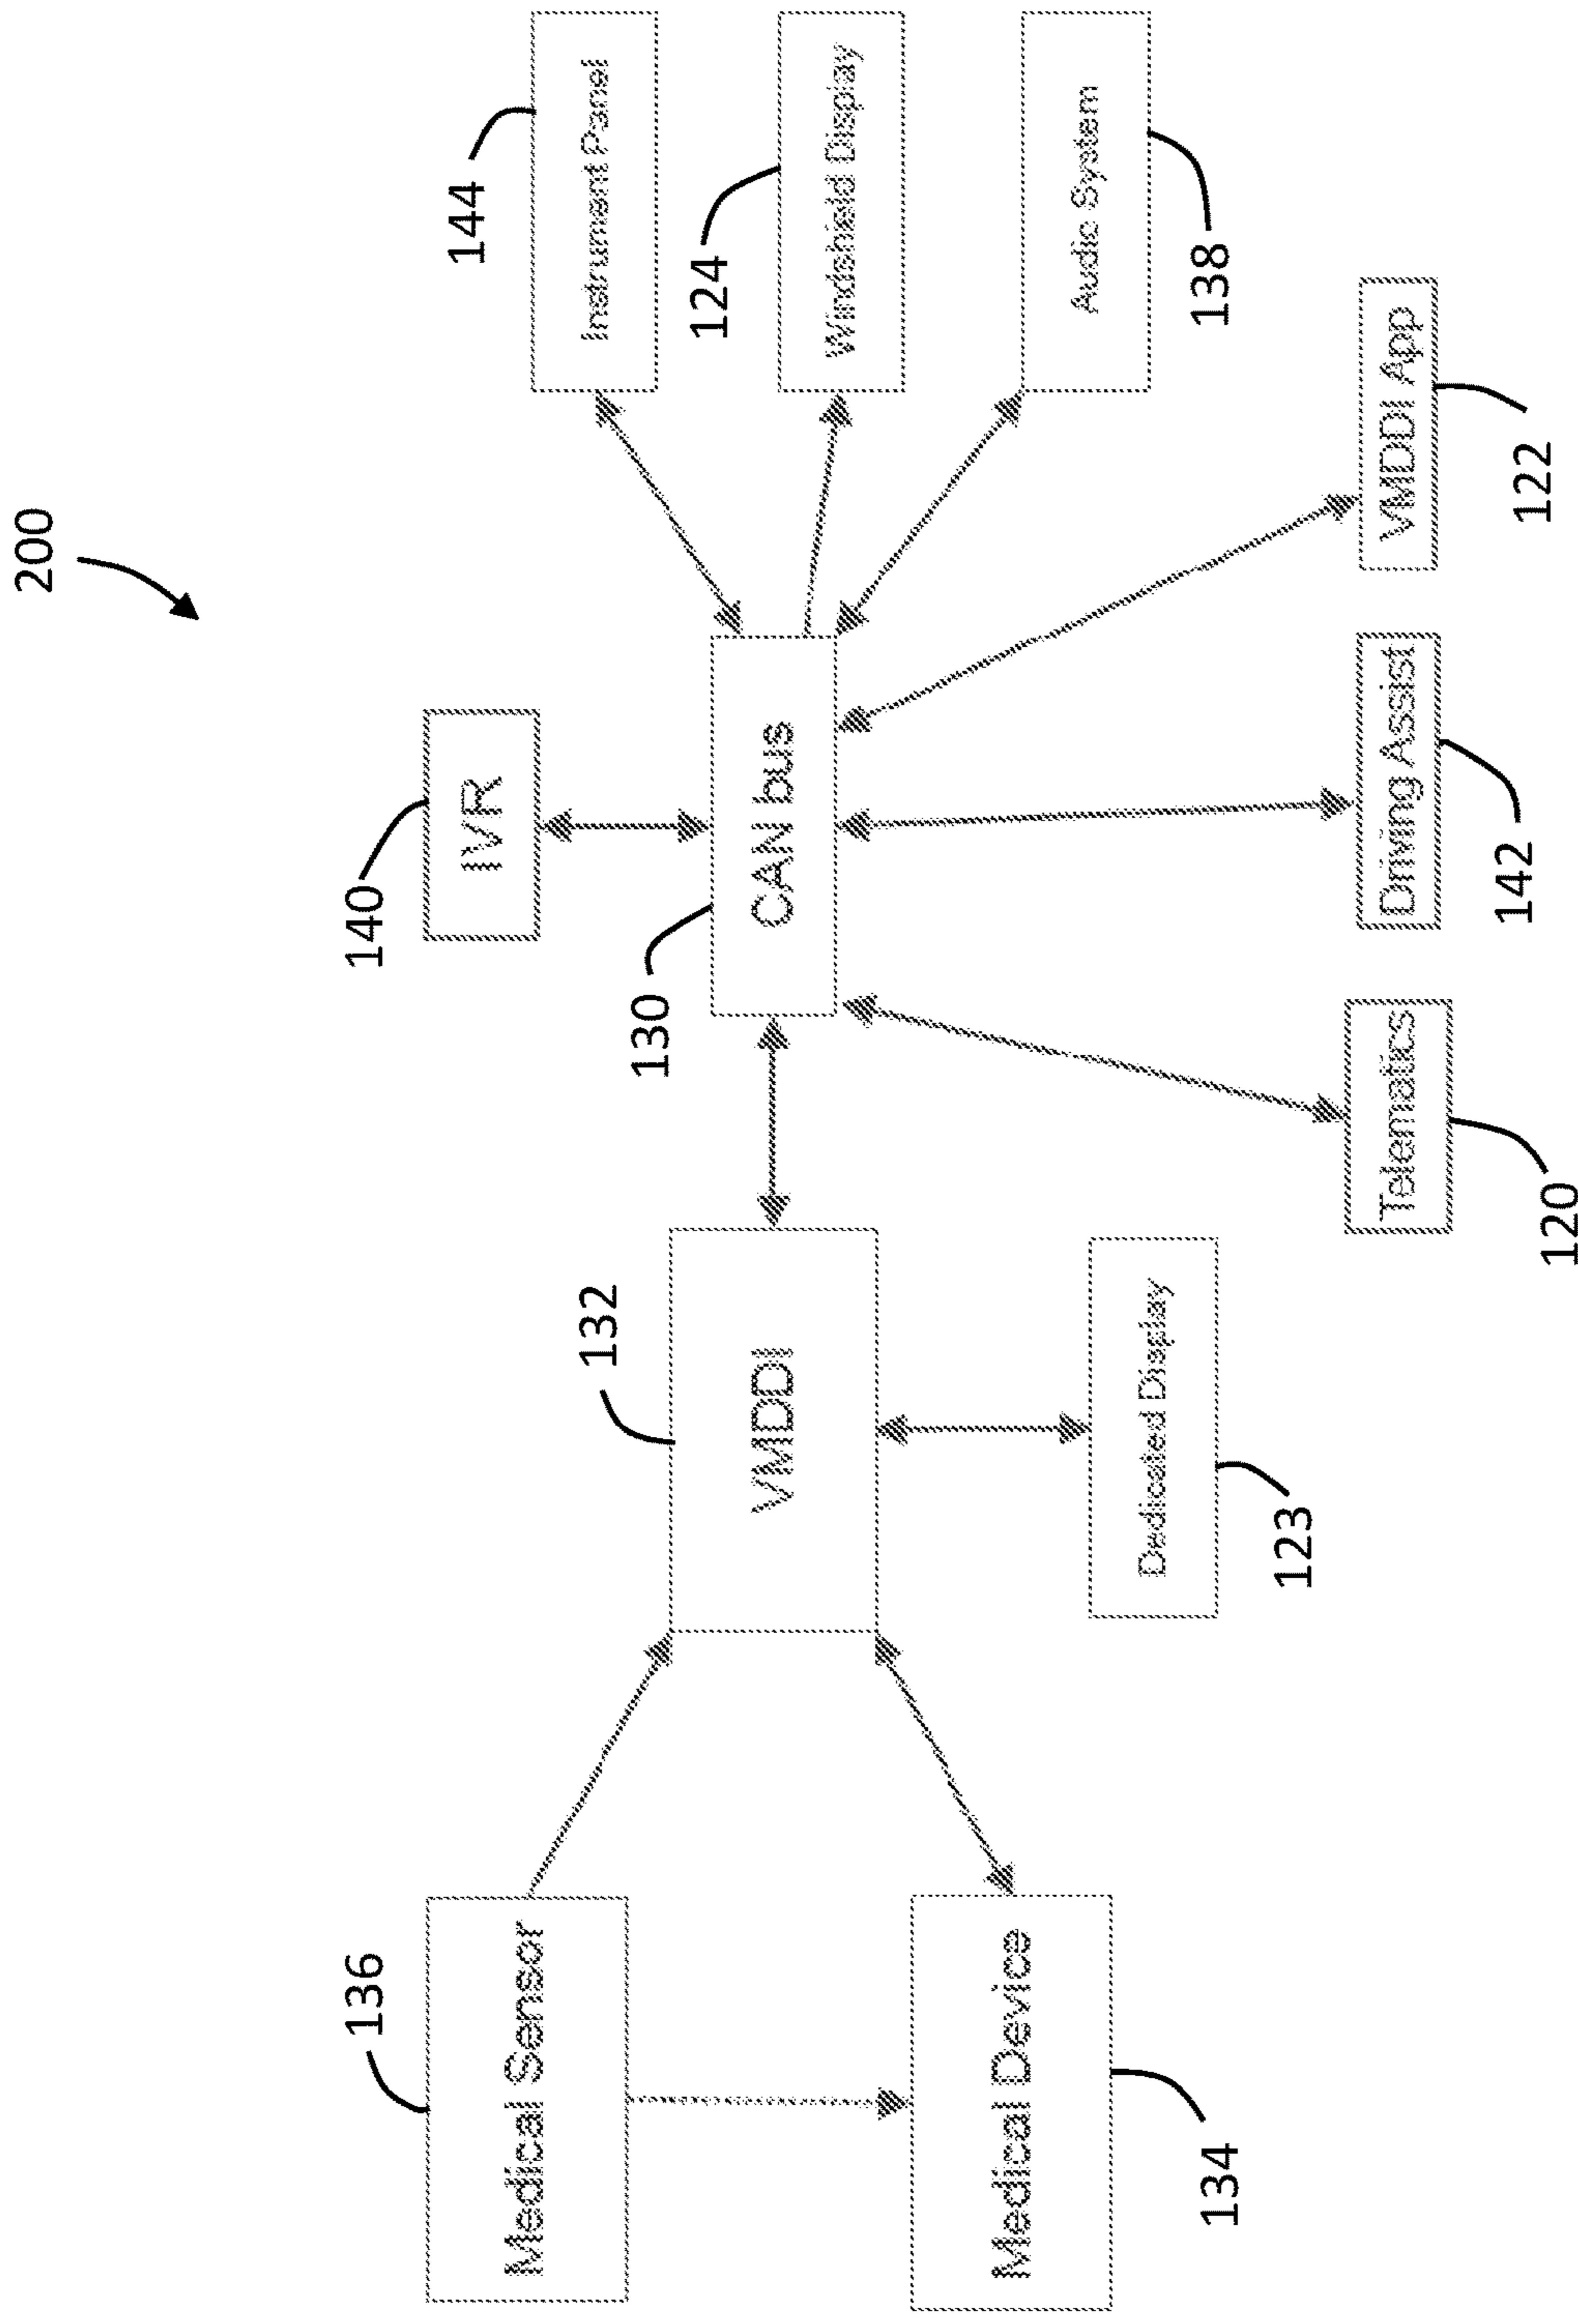 200
136
Medical Sensor
Medical Device
134
132
VMDDI
Dedicated Display
123
140
IVR
130
CAN bus
Telematics
120
Driving Assist
142
VMDDI App
122
144
Instrument Panel
124
Windshield Display
Audio System
138